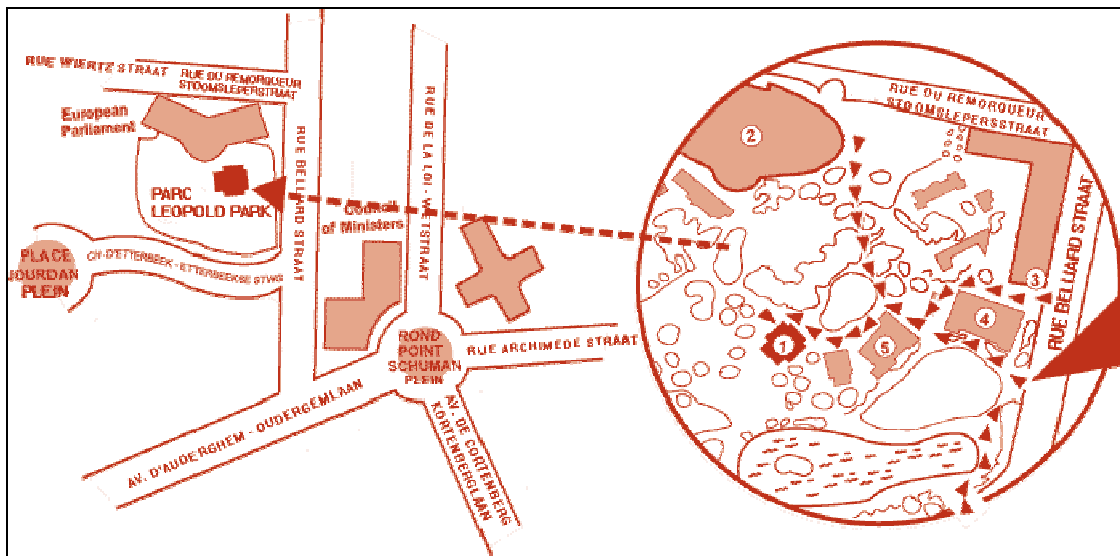 RUE WIERTZ STRAAT
RUE DU REMORQUEUR
STOOMSLEPERSTRAAT
European
Parliament
PARC
LEOPOLD PARK
RUE BELLIARD STRAAT
RUE DE LA LOI - WETSTRAAT
Council
of Ministers
PLACE
JOURDAN
PLEIN
CH D'ETTERBEEK - ETTERBEEKSE STWG
ROND
POINT
SCHUMAN
PLEIN
RUE ARCHIMEDE STRAAT
AV. D'AUDERGHEM - OUDERGEMLAAN
AV. DE CORTENBERG
KORTENBERGLAAN
RUE DU REMORQUEUR
STOOMSLEPERSSTRAAT
RUE BELLIARD STRAAT
2
3
4
1
5